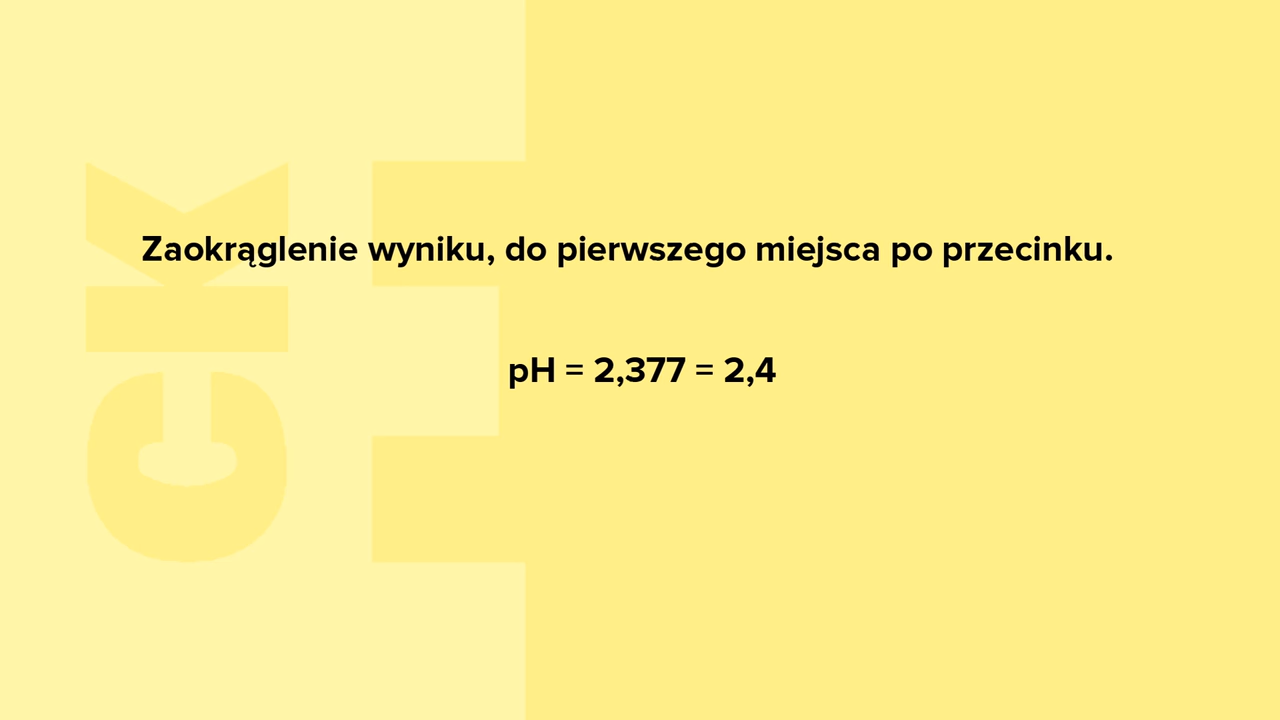 Zaokrąglenie wyniku, do pierwszego miejsca po przecinku.
pH = 2,377 = 2,4